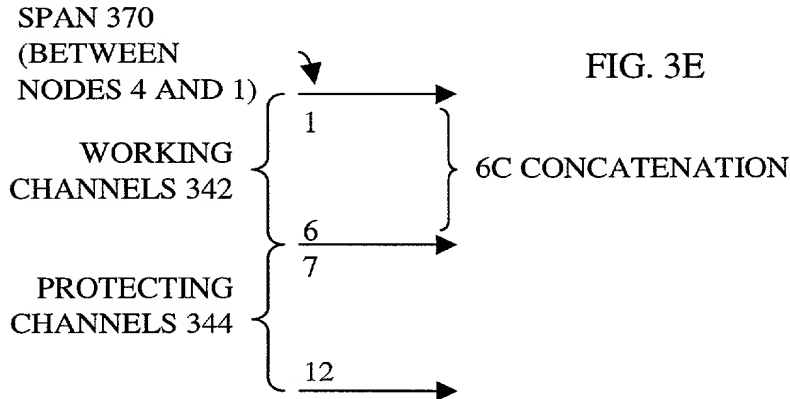 SPAN 370
(BETWEEN
NODES 4 AND 1)
FIG. 3E
1
WORKING
CHANNELS 342
6C CONCATENATION
6
7
PROTECTING
CHANNELS 344
12